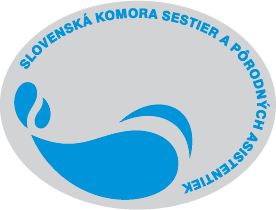 SLOVENSKÁ KOMORA SESTIER A PÔRODNÝCH ASISTENTIEK